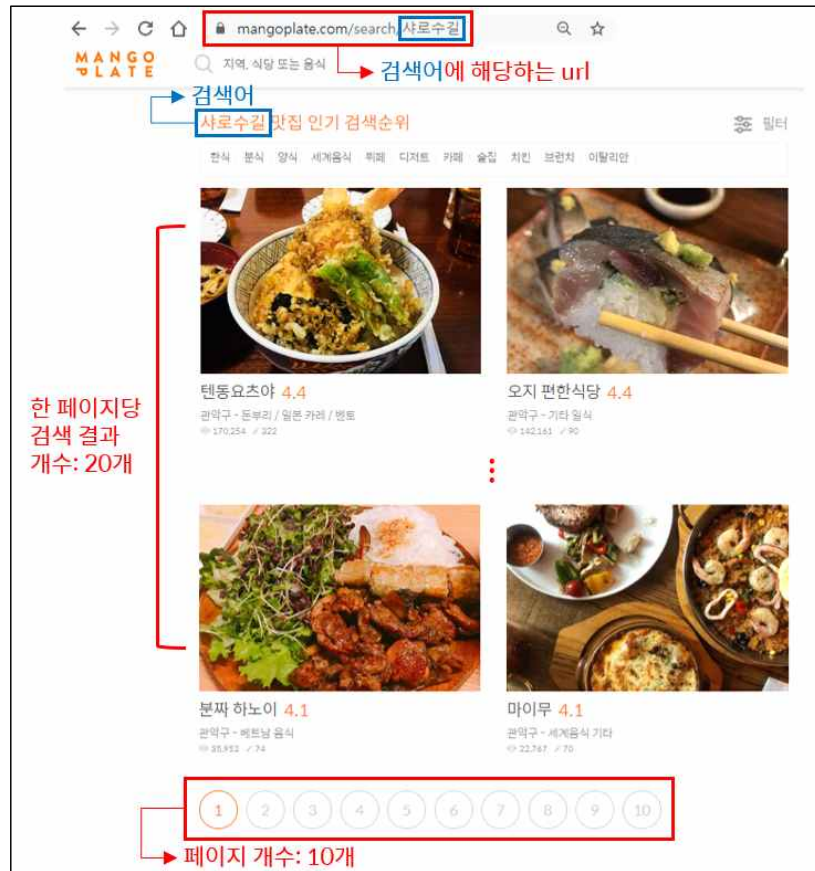 mangoplate.com/search/샤로수길
MANGO
PLATE
지역, 식당 또는 음식
검색어에 해당하는 url
검색어
샤로수길 맛집 인기 검색순위
필터
한식 분식 양식 세계음식 뷔페 디저트 카페 술집 치킨 브런치 이탈리안
한 페이지당
검색 결과
개수: 20개
텐동요츠야 4.4
오지 편한식당 4.4
관악구 - 돈부리 / 일본 카레 / 벤토
관악구 - 기타 일식
170,254 322
142,161 90
분짜 하노이 4.1
마이무 4.1
관악구 - 베트남 음식
관악구 - 세계음식 기타
35,953 74
22,767 70
1 2 3 4 5 6 7 8 9 10
페이지 개수: 10개